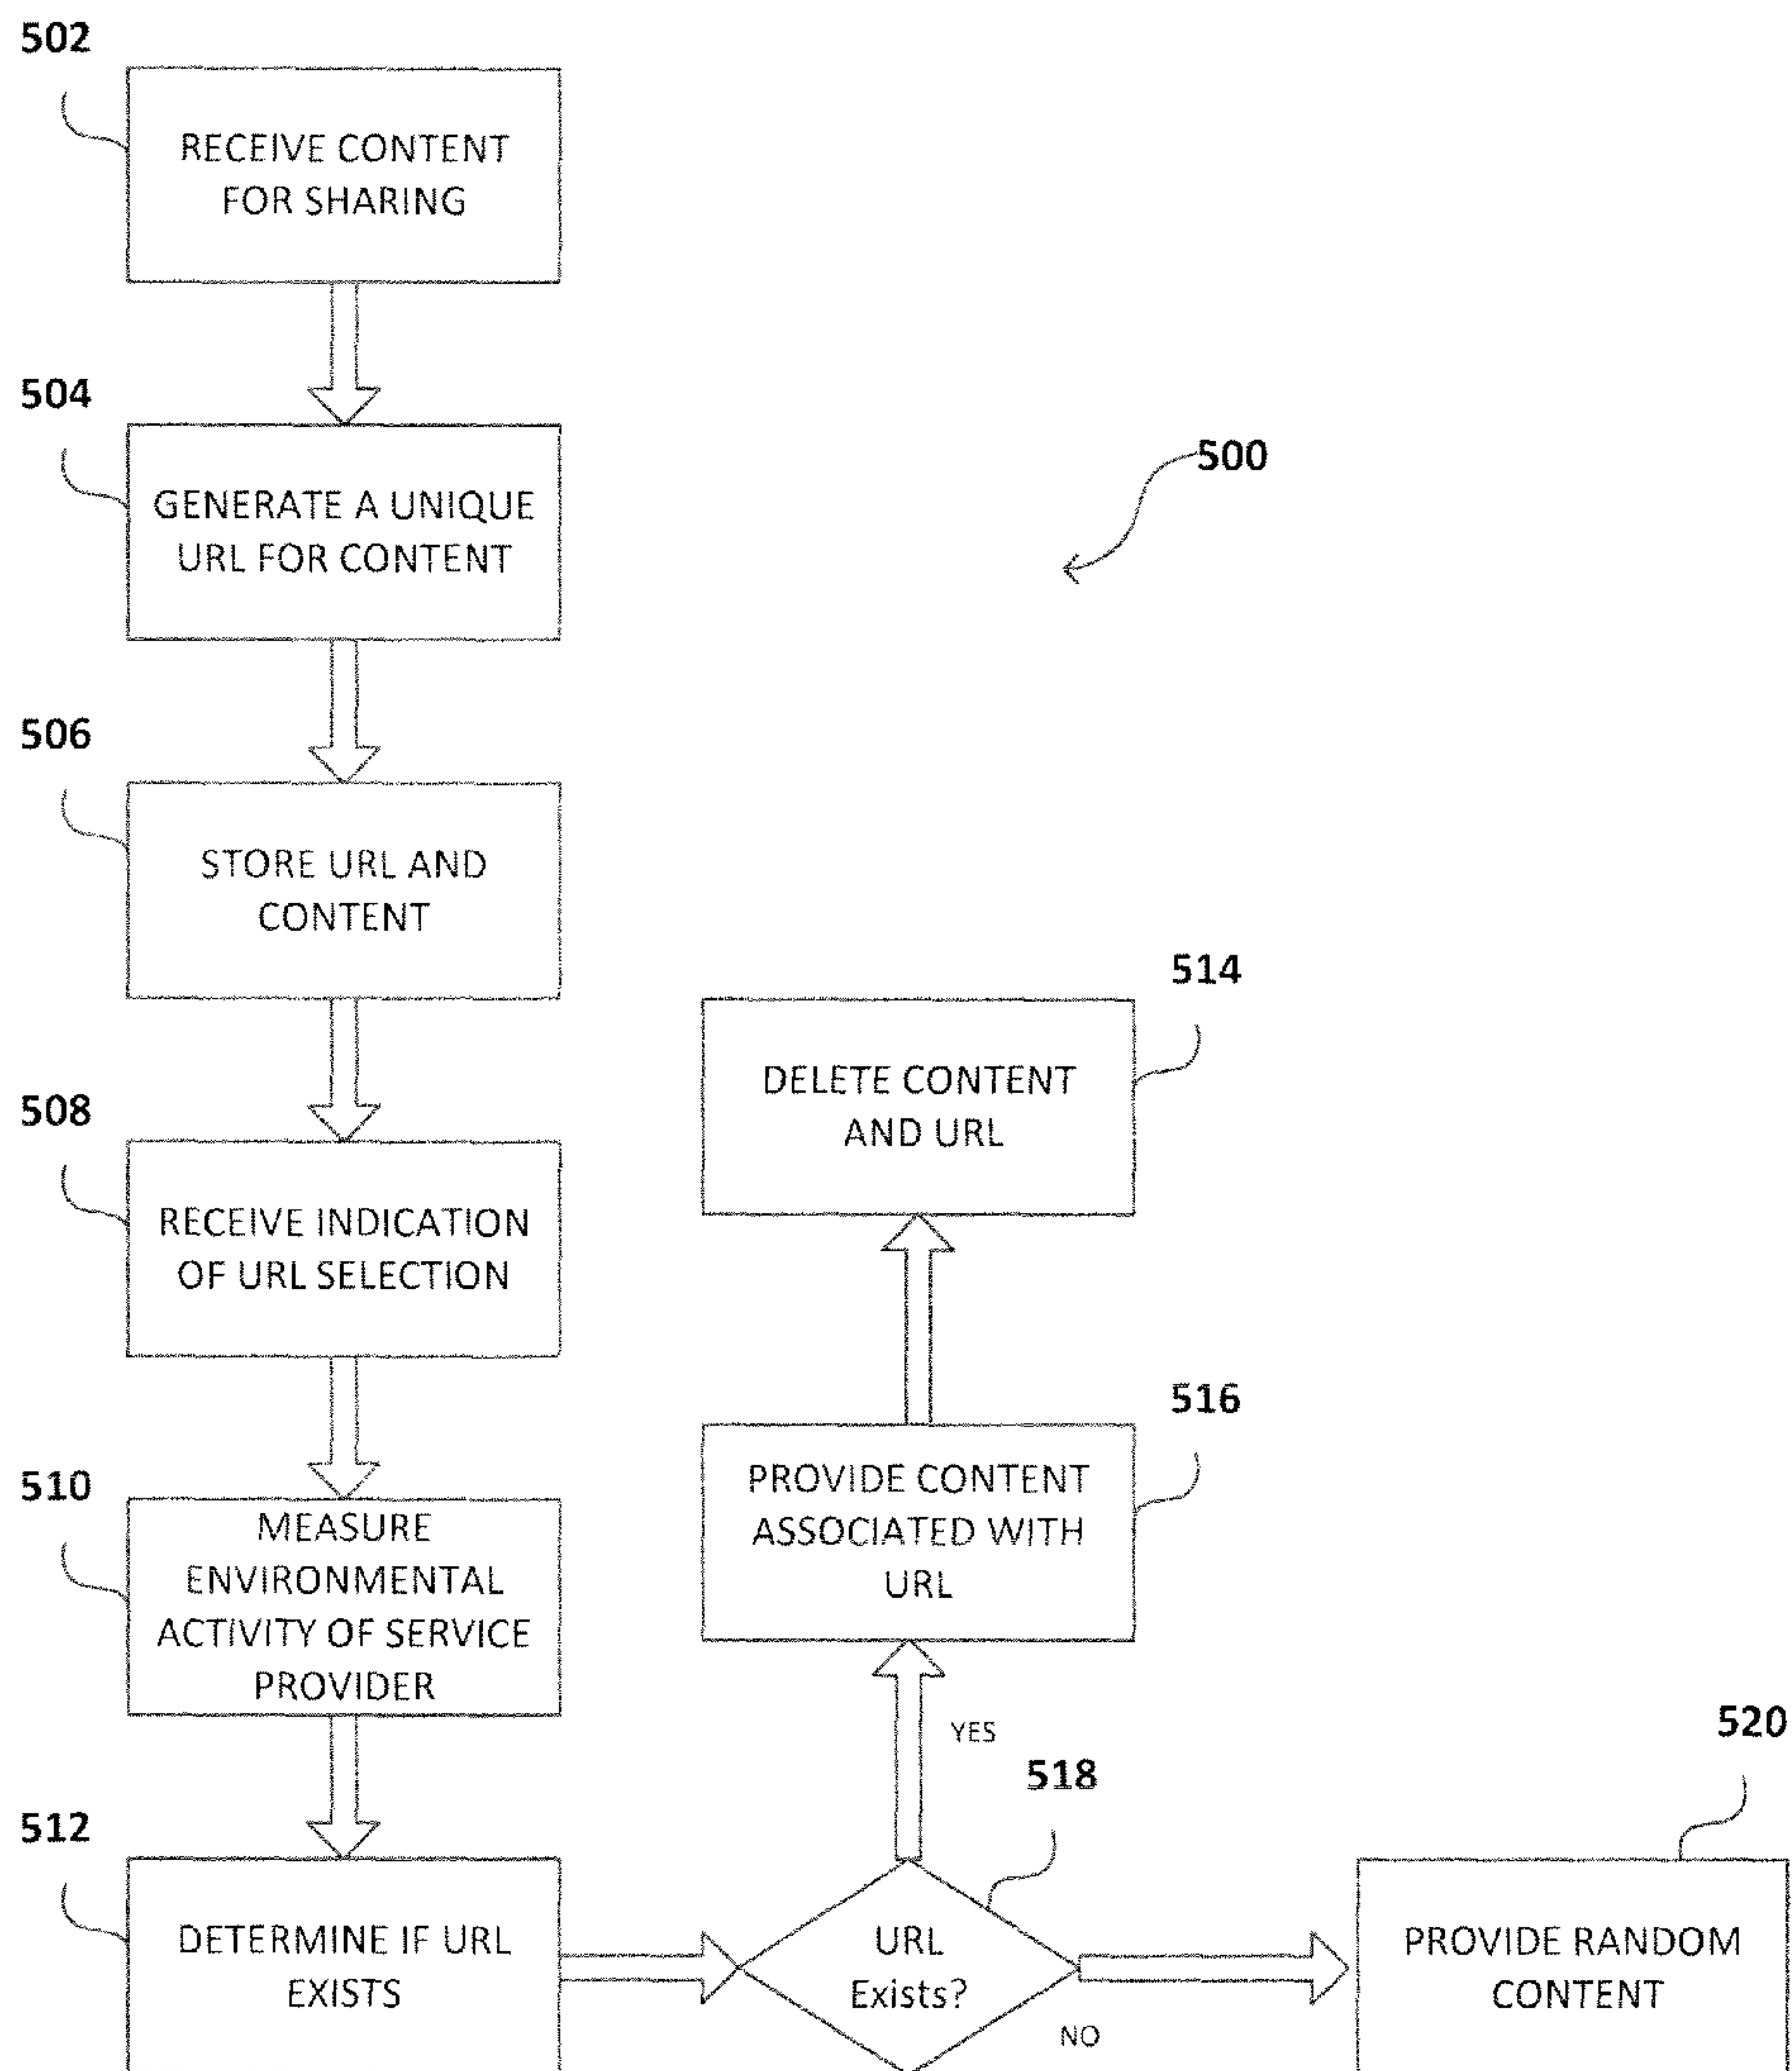 502
RECEIVE CONTENT
FOR SHARING
504
GENERATE A UNIQUE
URL FOR CONTENT
500
506
STORE URL AND
CONTENT
508
RECEIVE INDICATION
OF URL SELECTION
510
MEASURE
ENVIRONMENTAL
ACTIVITY OF SERVICE
PROVIDER
512
DETERMINE IF URL
EXISTS
514
DELETE CONTENT
AND URL
516
PROVIDE CONTENT
ASSOCIATED WITH
URL
YES
518
URL
Exists?
NO
520
PROVIDE RANDOM
CONTENT